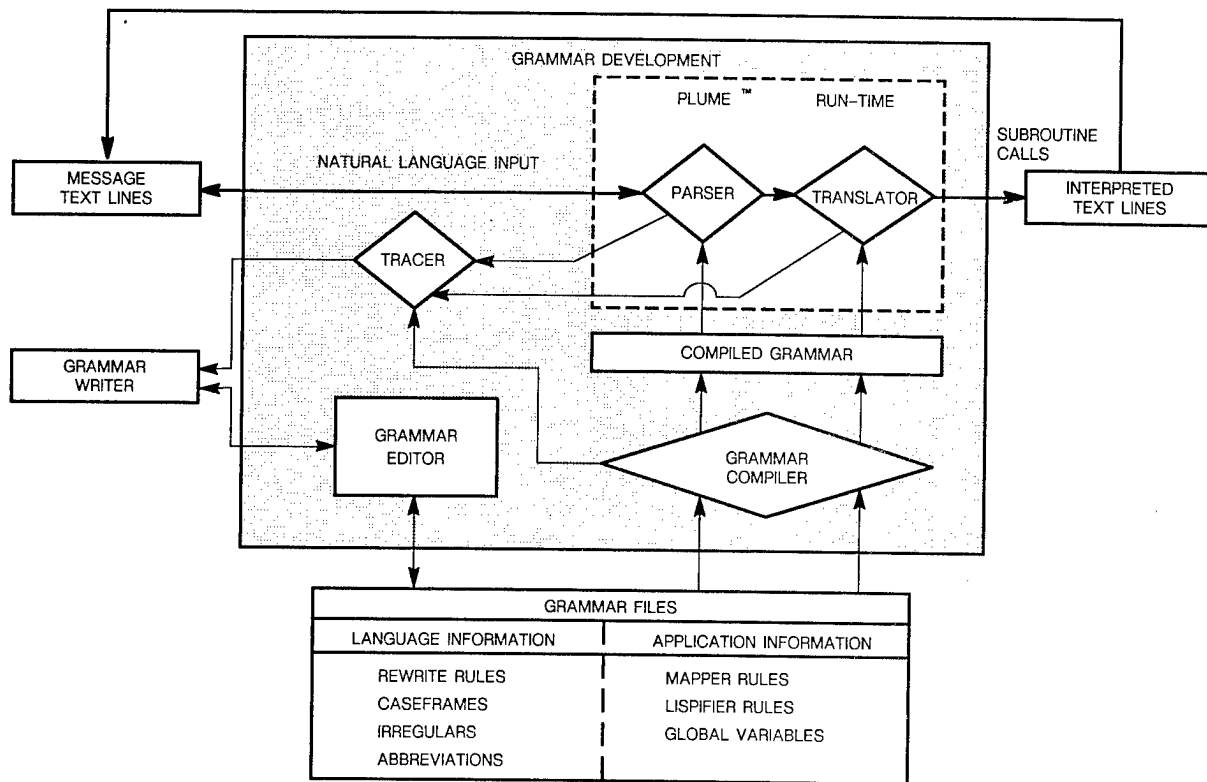 GRAMMAR DEVELOPMENT
PLUME ™ RUN-TIME
SUBROUTINE
CALLS
NATURAL LANGUAGE INPUT
MESSAGE
TEXT LINES
PARSER
TRANSLATOR
INTERPRETED
TEXT LINES
TRACER
COMPILED GRAMMAR
GRAMMAR
WRITER
GRAMMAR
EDITOR
GRAMMAR
COMPILER
GRAMMAR FILES
LANGUAGE INFORMATION
REWRITE RULES
CASEFRAMES
IRREGULARS
ABBREVIATIONS
APPLICATION INFORMATION
MAPPER RULES
LISPIFIER RULES
GLOBAL VARIABLES